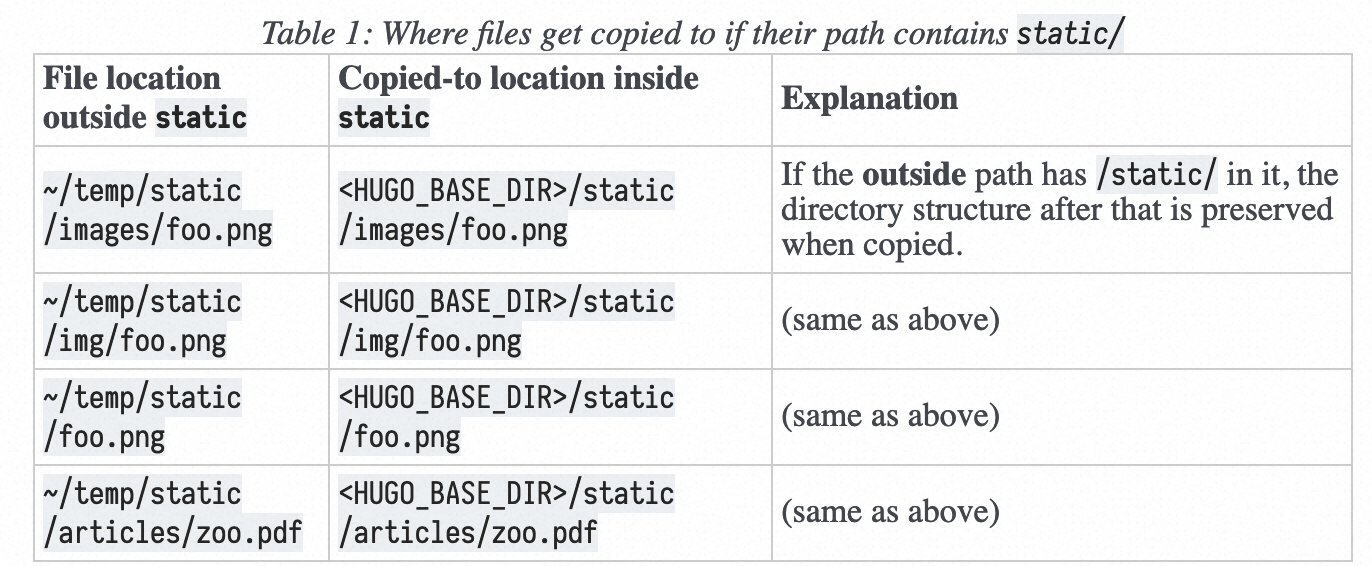 Table 1: Where files get copied to if their path contains static/
File location
outside static
Copied-to location inside
static
Explanation
~/temp/static
/images/foo.png
<HUGO_BASE_DIR>/static
/images/foo.png
If the outside path has /static/ in it, the
directory structure after that is preserved
when copied.
~/temp/static
/img/foo.png
<HUGO_BASE_DIR>/static
/img/foo.png
(same as above)
~/temp/static
/foo.png
<HUGO_BASE_DIR>/static
/foo.png
(same as above)
~/temp/static
/articles/zoo.pdf
<HUGO_BASE_DIR>/static
/articles/zoo.pdf
(same as above)